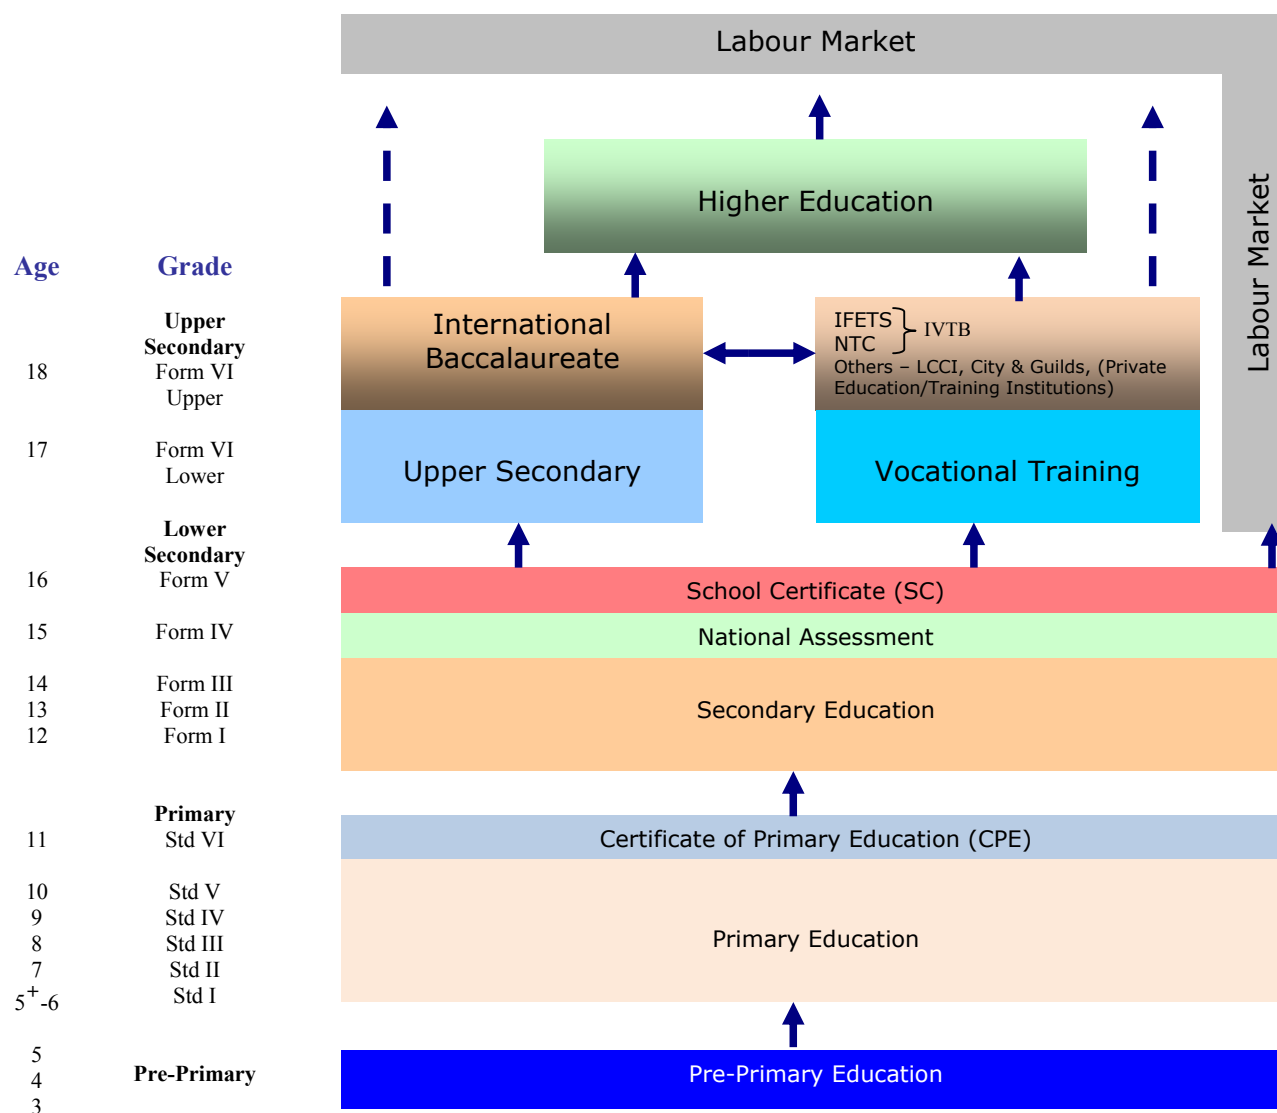 Labour Market
Labour Market
Higher Education
Age Grade
Upper
Secondary
18 Form VI
Upper
International
Baccalaureate
IFETS
NTC
IVTB
Others – LCCI, City & Guilds, (Private
Education/Training Institutions)
17 Form VI
Lower
Upper Secondary
Vocational Training
Lower
Secondary
16 Form V
School Certificate (SC)
15 Form IV
National Assessment
14 Form III
13 Form II
12 Form I
Secondary Education
Primary
11 Std VI
Certificate of Primary Education (CPE)
10 Std V
9 Std IV
8 Std III
7 Std II
5+-6 Std I
Primary Education
5
4
3
Pre-Primary
Pre-Primary Education